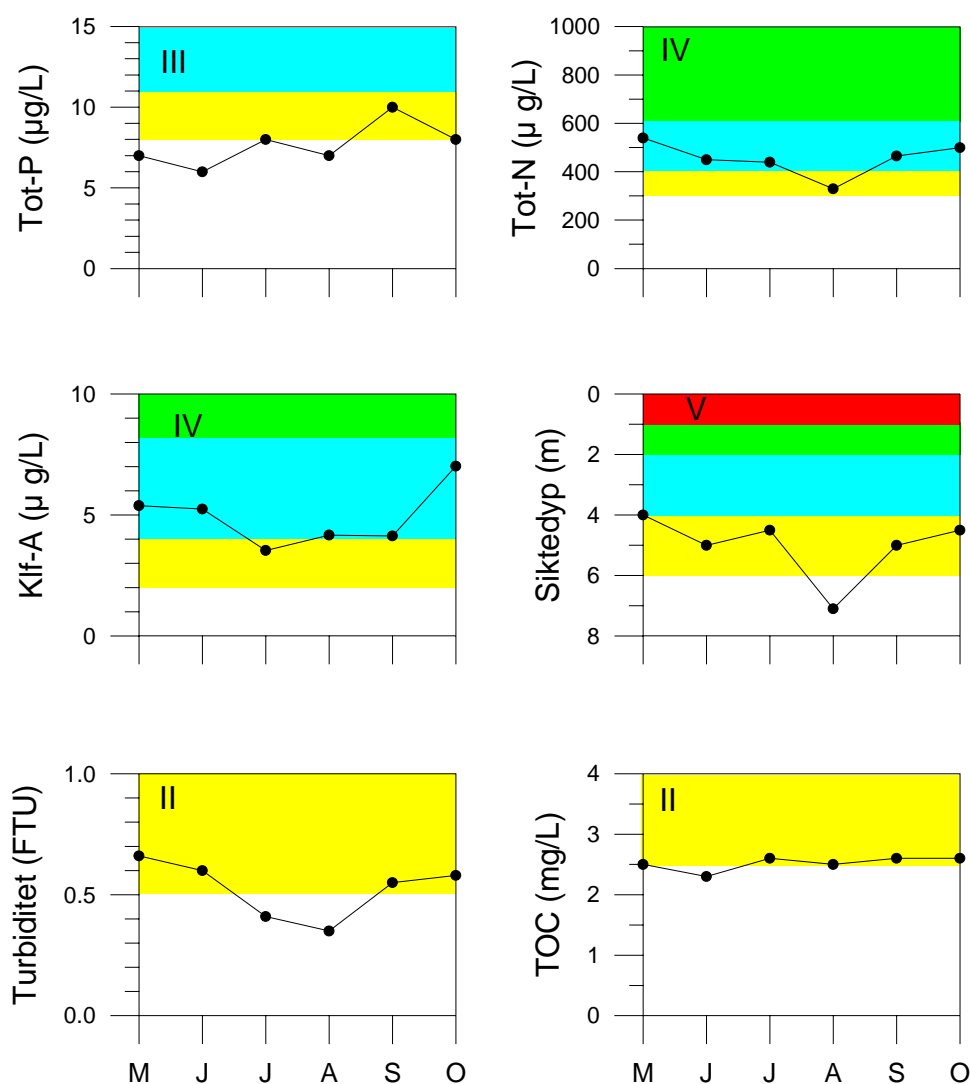 Tot-P (µg/L)
15
10
5
0
III
Tot-N (µ g/L)
1000
800
600
400
200
0
IV
Klf-A (µ g/L)
10
5
0
IV
Siktedyp (m)
0
2
4
6
8
V
Turbiditet (FTU)
1.0
0.5
0.0
II
M J J A S O
TOC (mg/L)
4
3
2
1
0
II
M J J A S O